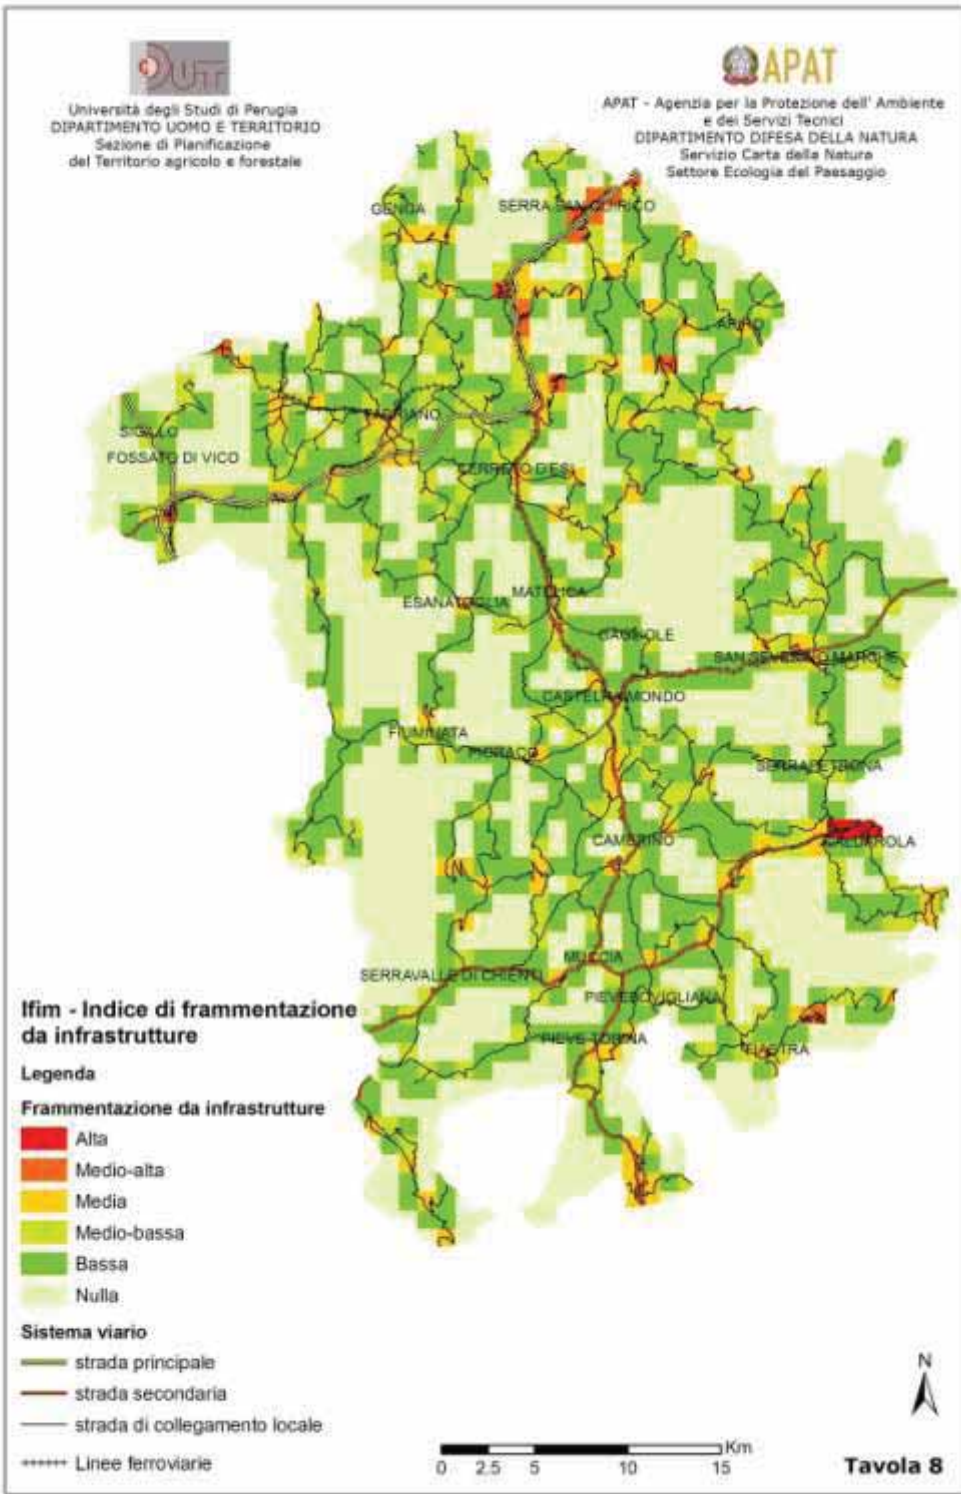 DUT
Università degli Studi di Perugia
DIPARTIMENTO UOMO E TERRITORIO
Sezione di Pianificazione
del Territorio agricolo e forestale
APAT
APAT - Agenzia per la Protezione dell' Ambiente
e dei Servizi Tecnici
DIPARTIMENTO DIFESA DELLA NATURA
Servizio Carta della Natura
Settore Ecologia del Paesaggio
GENGA
SERRA SAN QUIRICO
APIRO
SIGILLO
FABRIANO
FOSSATO DI VICO
CERRETO D'ESI
MATELICA
ESANATOGLIA
GAGLIOLE
SAN SEVERINO MARCHE
CASTELRAIMONDO
FIUMINATA
PIORACO
SERRAPETRONA
CAMERINO
CALDAROLA
MUCCIA
SERRAVALLE DI CHIENTI
PIEVEBOVIGLIANA
PIEVE TORINA
FIASTRA
Ifim - Indice di frammentazione
da infrastrutture
Legenda
Frammentazione da infrastrutture
Alta
Medio-alta
Media
Medio-bassa
Bassa
Nulla
Sistema viario
strada principale
strada secondaria
strada di collegamento locale
Linee ferroviarie
N
Km
0 2.5 5 10 15
Tavola 8